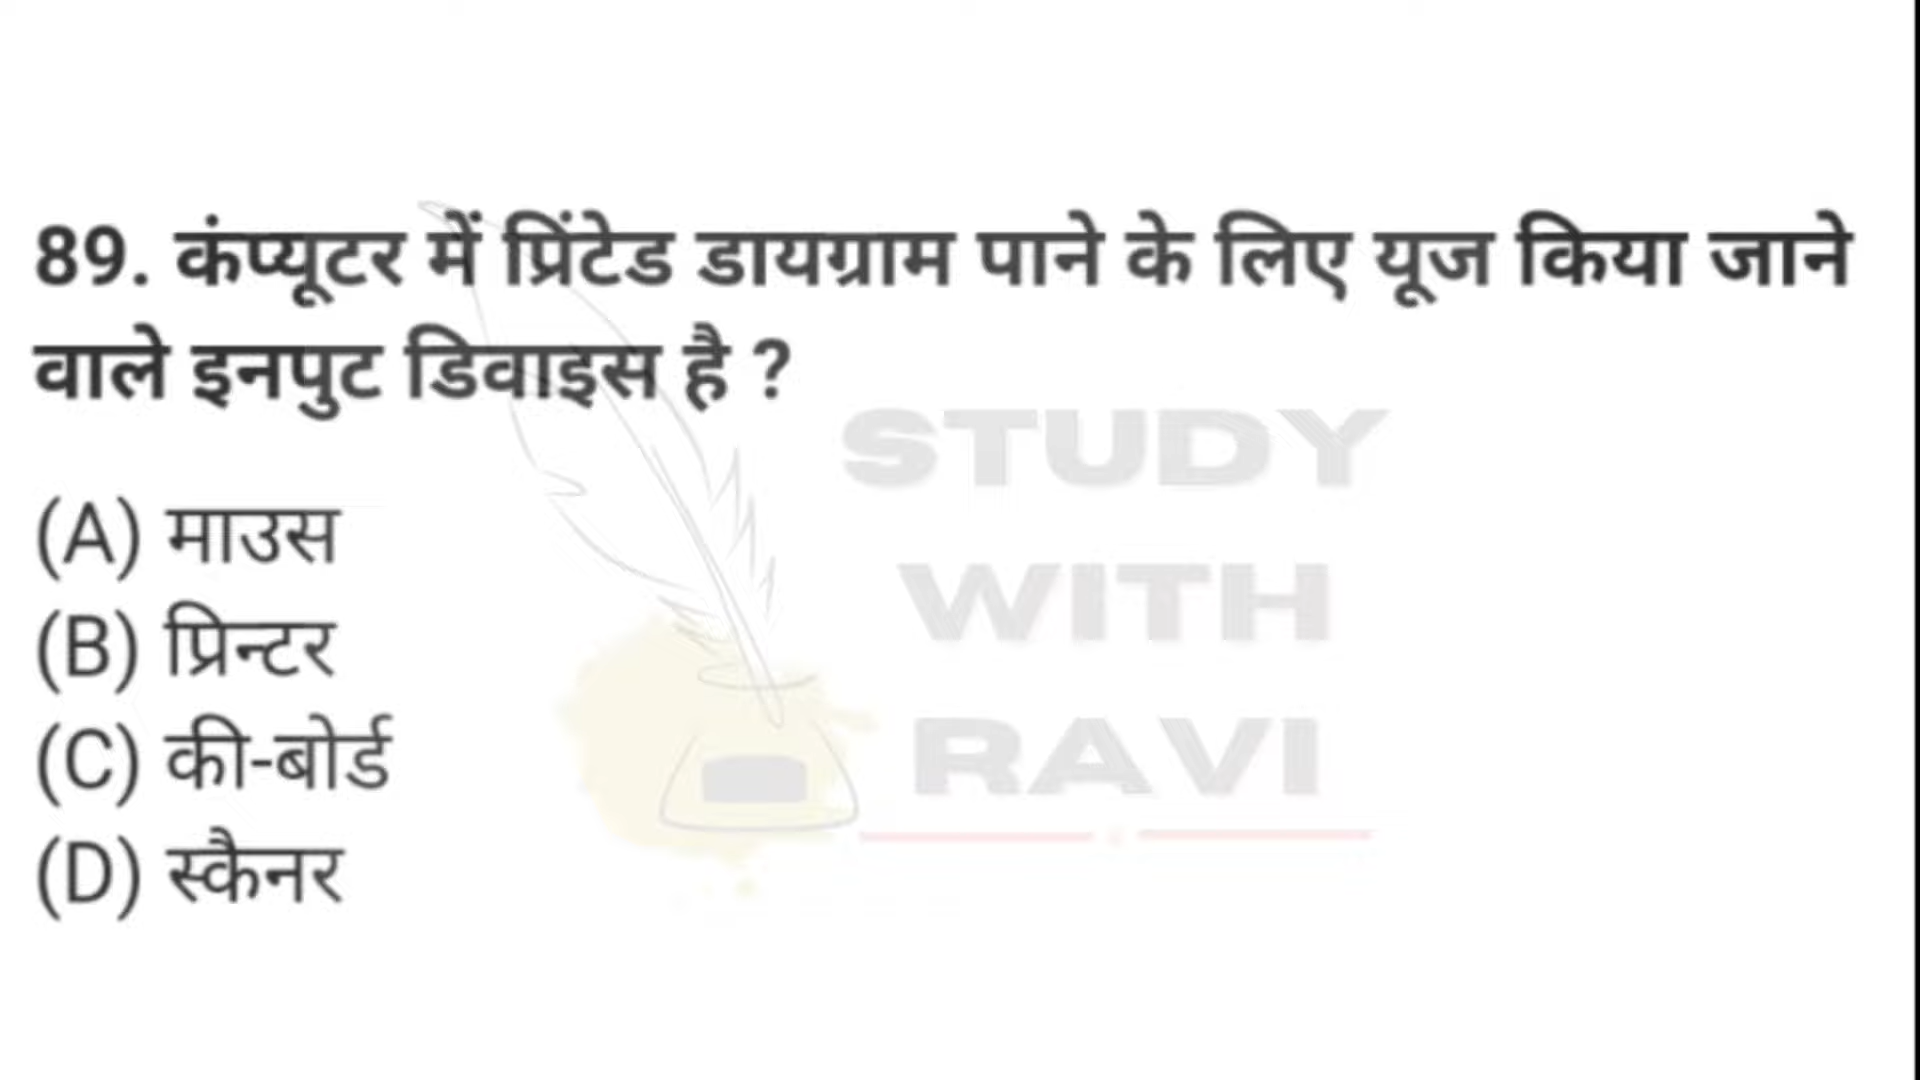 89. कंप्यूटर में प्रिंटेड डायग्राम पाने के लिए यूज किया जाने
वाले इनपुट डिवाइस है ?
STUDY
(A) माउस
WITH
(B) प्रिन्टर
RAVI
(C) की-बोर्ड
(D) स्कैनर